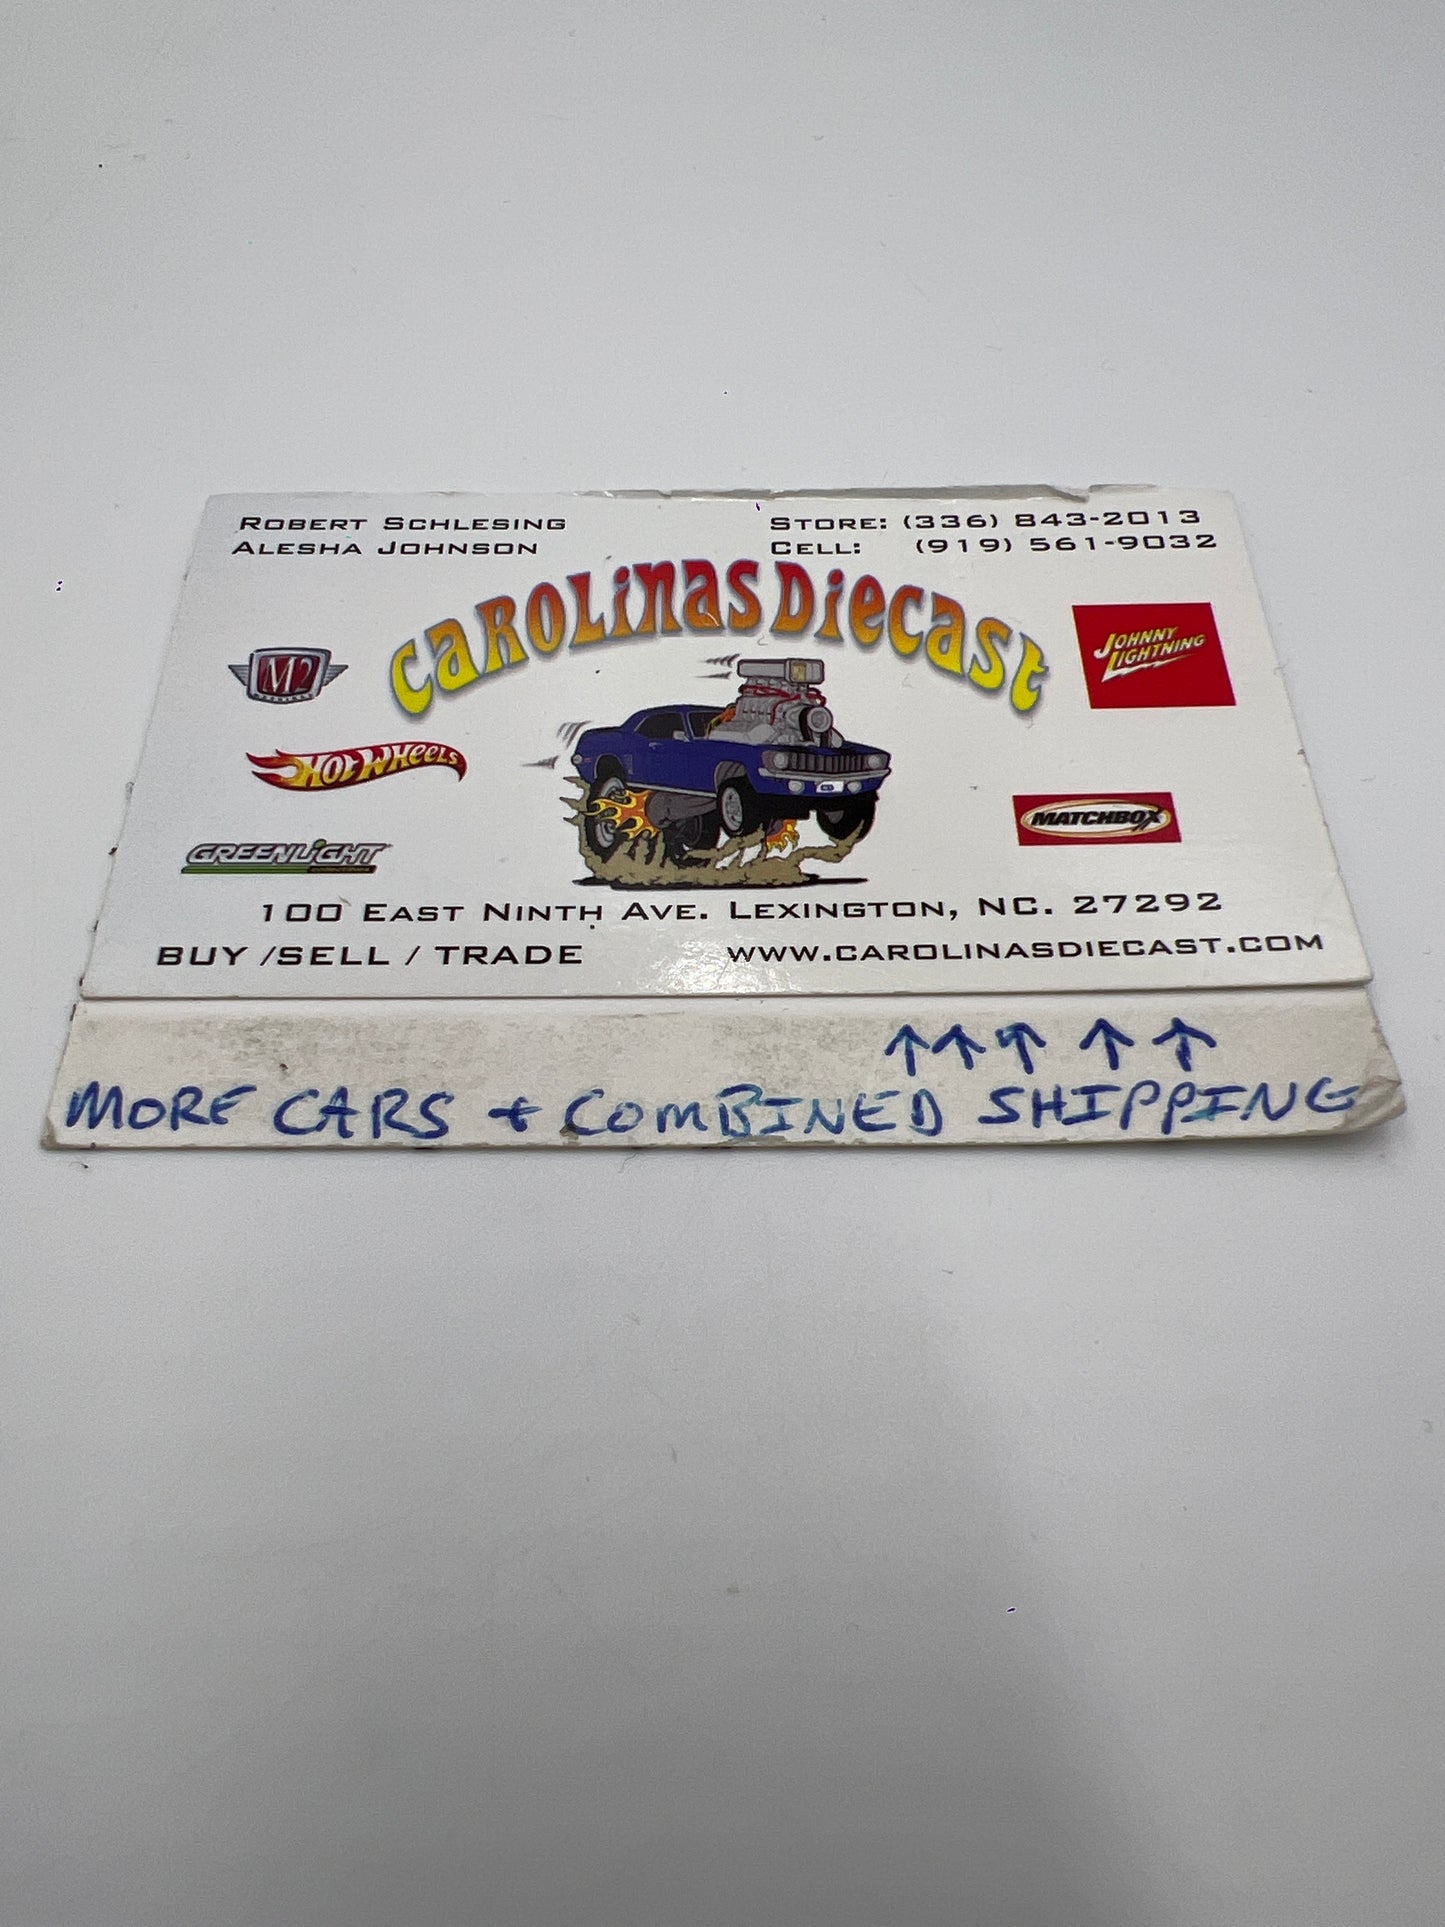 ROBERT SCHLESING
ALESHA JOHNSON
STORE: (336) 843-2013
CELL: (919) 561-9032
CAROLINAS DIECAST
M2
JOHNNY
LIGHTNING
HOT WHEELS
MATCHBOX
GREENLIGHT
100 EAST NINTH AVE. LEXINGTON, NC. 27292
BUY /SELL / TRADE
WWW.CAROLINASDIECAST.COM
↑ ↑ ↑ ↑ ↑
MORE CARS + COMBINED SHIPPING